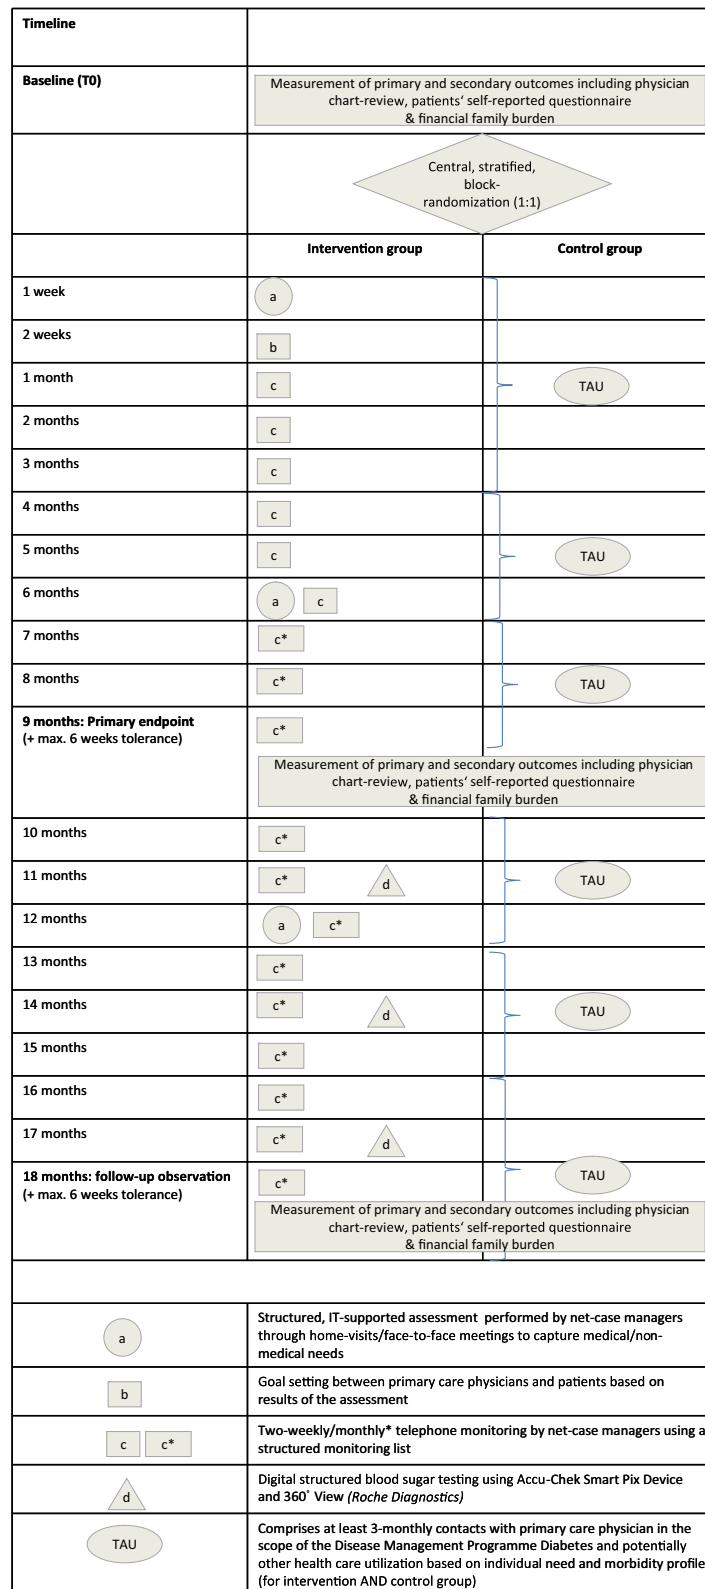 Timeline
Baseline (T0)
Measurement of primary and secondary outcomes including physician
chart-review, patients‘ self-reported questionnaire
& financial family burden
Central, stratified,
block-
randomization (1:1)
Intervention group
Control group
1 week
a
2 weeks
b
1 month
c
TAU
2 months
c
3 months
c
4 months
c
5 months
c
TAU
6 months
a
c
7 months
c*
8 months
c*
TAU
9 months: Primary endpoint
(+ max. 6 weeks tolerance)
c*
Measurement of primary and secondary outcomes including physician
chart-review, patients‘ self-reported questionnaire
& financial family burden
10 months
c*
11 months
c*
d
TAU
12 months
a
c*
13 months
c*
14 months
c*
d
TAU
15 months
c*
16 months
c*
17 months
c*
d
18 months: follow-up observation
(+ max. 6 weeks tolerance)
c*
TAU
Measurement of primary and secondary outcomes including physician
chart-review, patients‘ self-reported questionnaire
& financial family burden
a
Structured, IT-supported assessment performed by net-case managers
through home-visits/face-to-face meetings to capture medical/non-
medical needs
b
Goal setting between primary care physicians and patients based on
results of the assessment
c
c*
Two-weekly/monthly* telephone monitoring by net-case managers using a
structured monitoring list
d
Digital structured blood sugar testing using Accu-Chek Smart Pix Device
and 360° View (Roche Diagnostics)
TAU
Comprises at least 3-monthly contacts with primary care physician in the
scope of the Disease Management Programme Diabetes and potentially
other health care utilization based on individual need and morbidity profile
(for intervention AND control group)